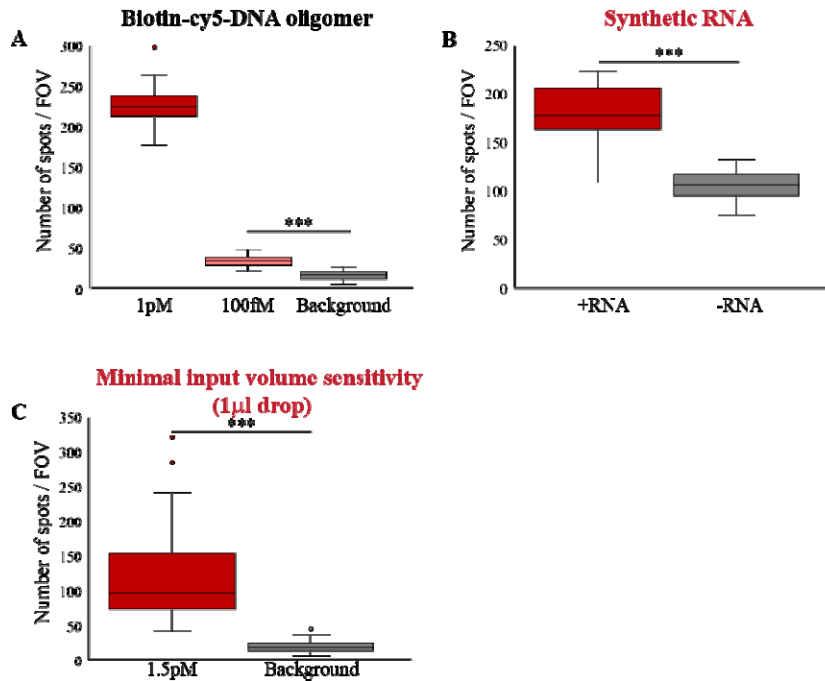 A
Biotin-cy5-DNA oligomer
Number of spots / FOV
300
250
200
150
100
50
0
***
1pM
100fM
Background
B
Synthetic RNA
Number of spots / FOV
250
200
150
100
50
0
***
+RNA
-RNA
C
Minimal input volume sensitivity
(1μl drop)
Number of spots / FOV
350
300
250
200
150
100
50
0
***
1.5pM
Background